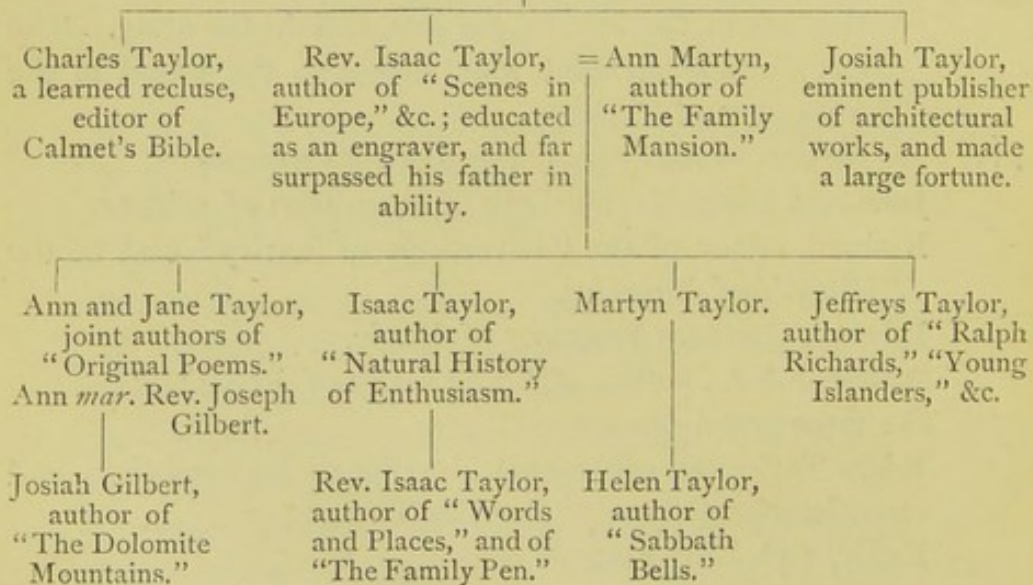 Charles Taylor,
a learned recluse,
editor of
Calmet's Bible.
Rev. Isaac Taylor,
author of "Scenes in
Europe," &c.; educated
as an engraver, and far
surpassed his father in
ability.
= Ann Martyn,
author of
"The Family
Mansion."
Josiah Taylor,
eminent publisher
of architectural
works, and made
a large fortune.
Ann and Jane Taylor,
joint authors of
"Original Poems."
Ann mar. Rev. Joseph
Gilbert.
Isaac Taylor,
author of
"Natural History
of Enthusiasm."
Martyn Taylor.
Jeffreys Taylor,
author of "Ralph
Richards," "Young
Islanders," &c.
Josiah Gilbert,
author of
"The Dolomite
Mountains."
Rev. Isaac Taylor,
author of "Words
and Places," and of
"The Family Pen."
Helen Taylor,
author of
"Sabbath
Bells."